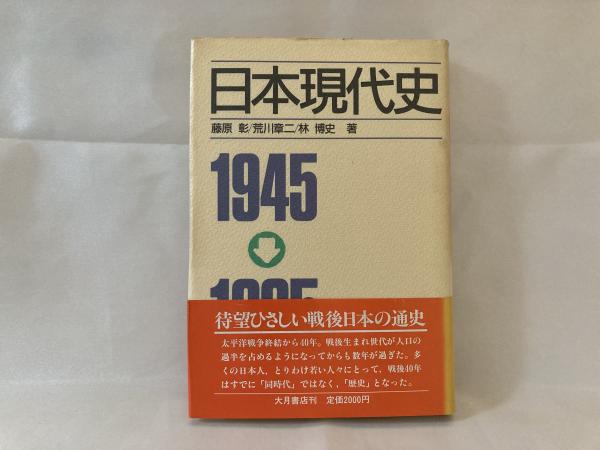 日本現代史
藤原 彰/荒川章二/林 博史 著
1945
待望ひさしい戦後日本の通史
太平洋戦争終結から40年。戦後生まれ世代が人口の
過半を占めるようになってからも数年が過ぎた。多
くの日本人、とりわけ若い人々にとって、戦後40年
はすでに「同時代」ではなく、「歴史」となった。
大月書店刊 定価2000円